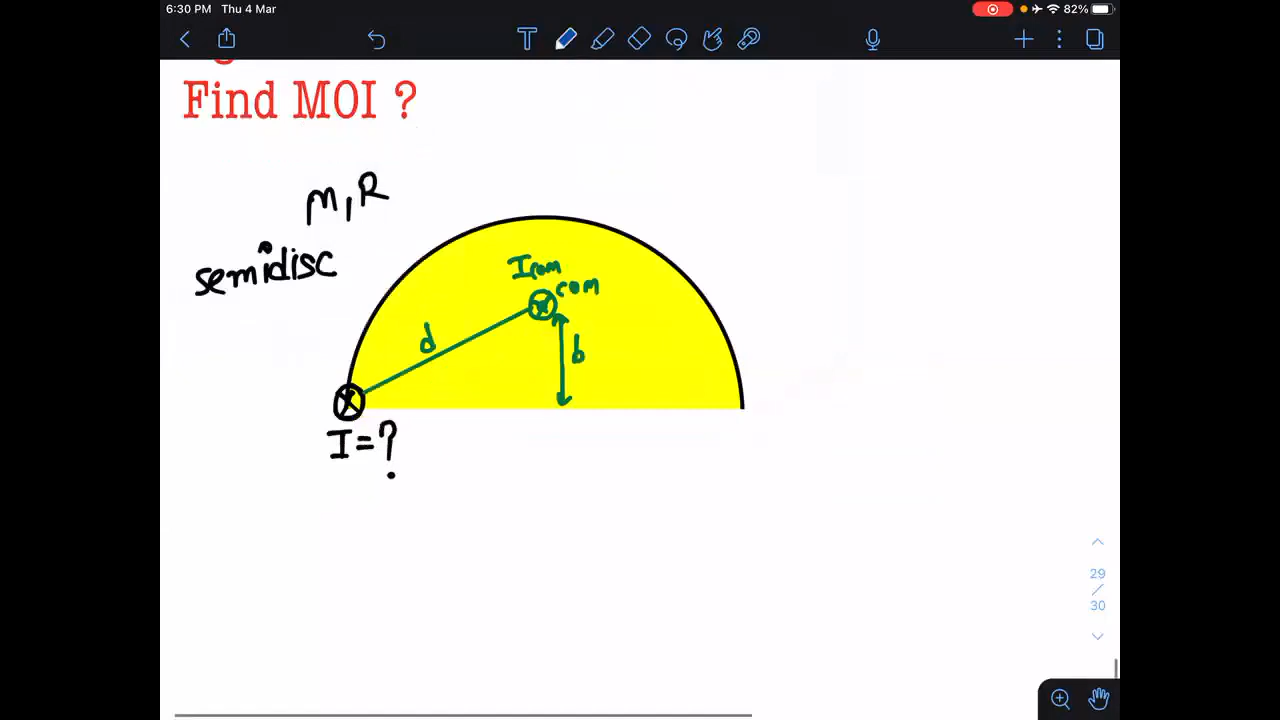 6:30 PM Thu 4 Mar
82%
T
Find MOI ?
M, R
semidisc
Icom
com
d
b
I=?
29
/
30